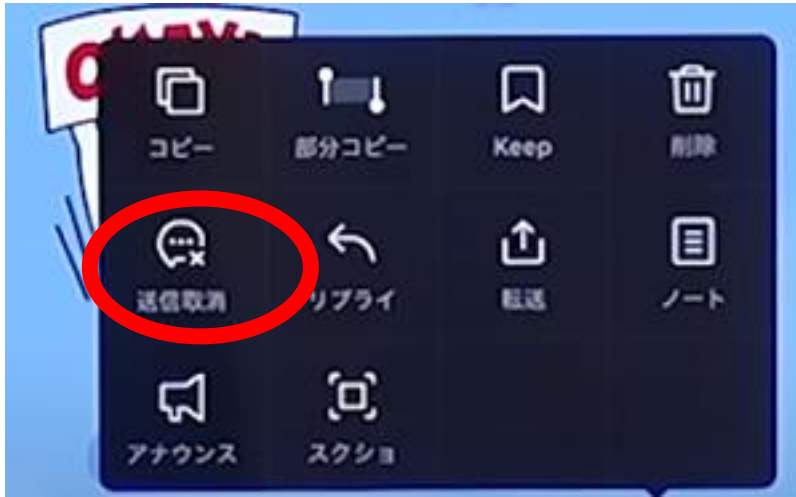 コピー
部分コピー
Keep
削除
送信取消
リプライ
転送
ノート
アナウンス
スクショ